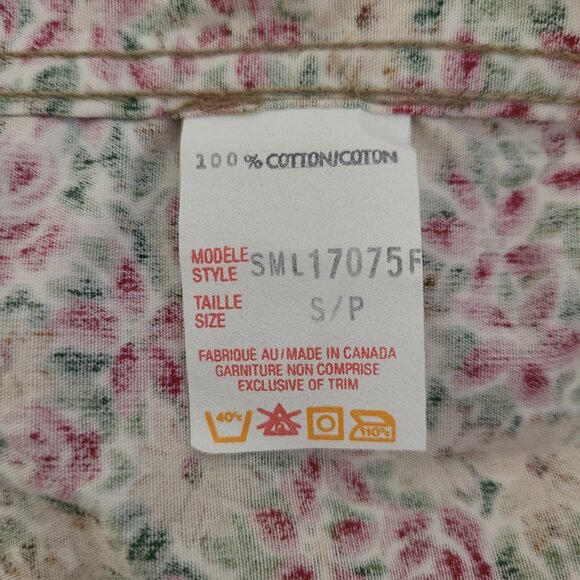 100% COTTON/COTON
MODÈLE
STYLE SML17075F
TAILLE
SIZE S/P
FABRIQUÉ AU/MADE IN CANADA
GARNITURE NON COMPRISE
EXCLUSIVE OF TRIM
40°C 110°C